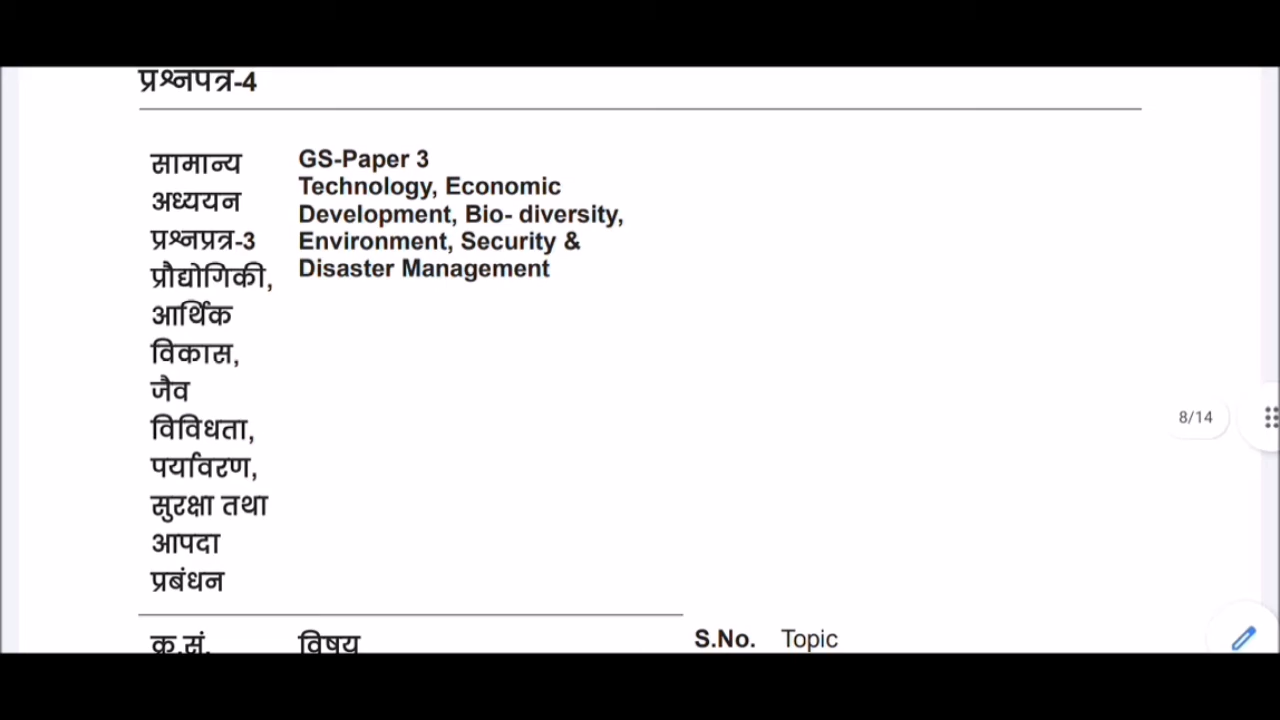 प्रश्नपत्र-4
सामान्य
अध्ययन
प्रश्नप्रत्र-3
प्रौद्योगिकी,
आर्थिक
विकास,
जैव
विविधता,
पर्यावरण,
सुरक्षा तथा
आपदा
प्रबंधन
GS-Paper 3
Technology, Economic
Development, Bio- diversity,
Environment, Security &
Disaster Management
8/14
क्र.सं. विषय S.No. Topic